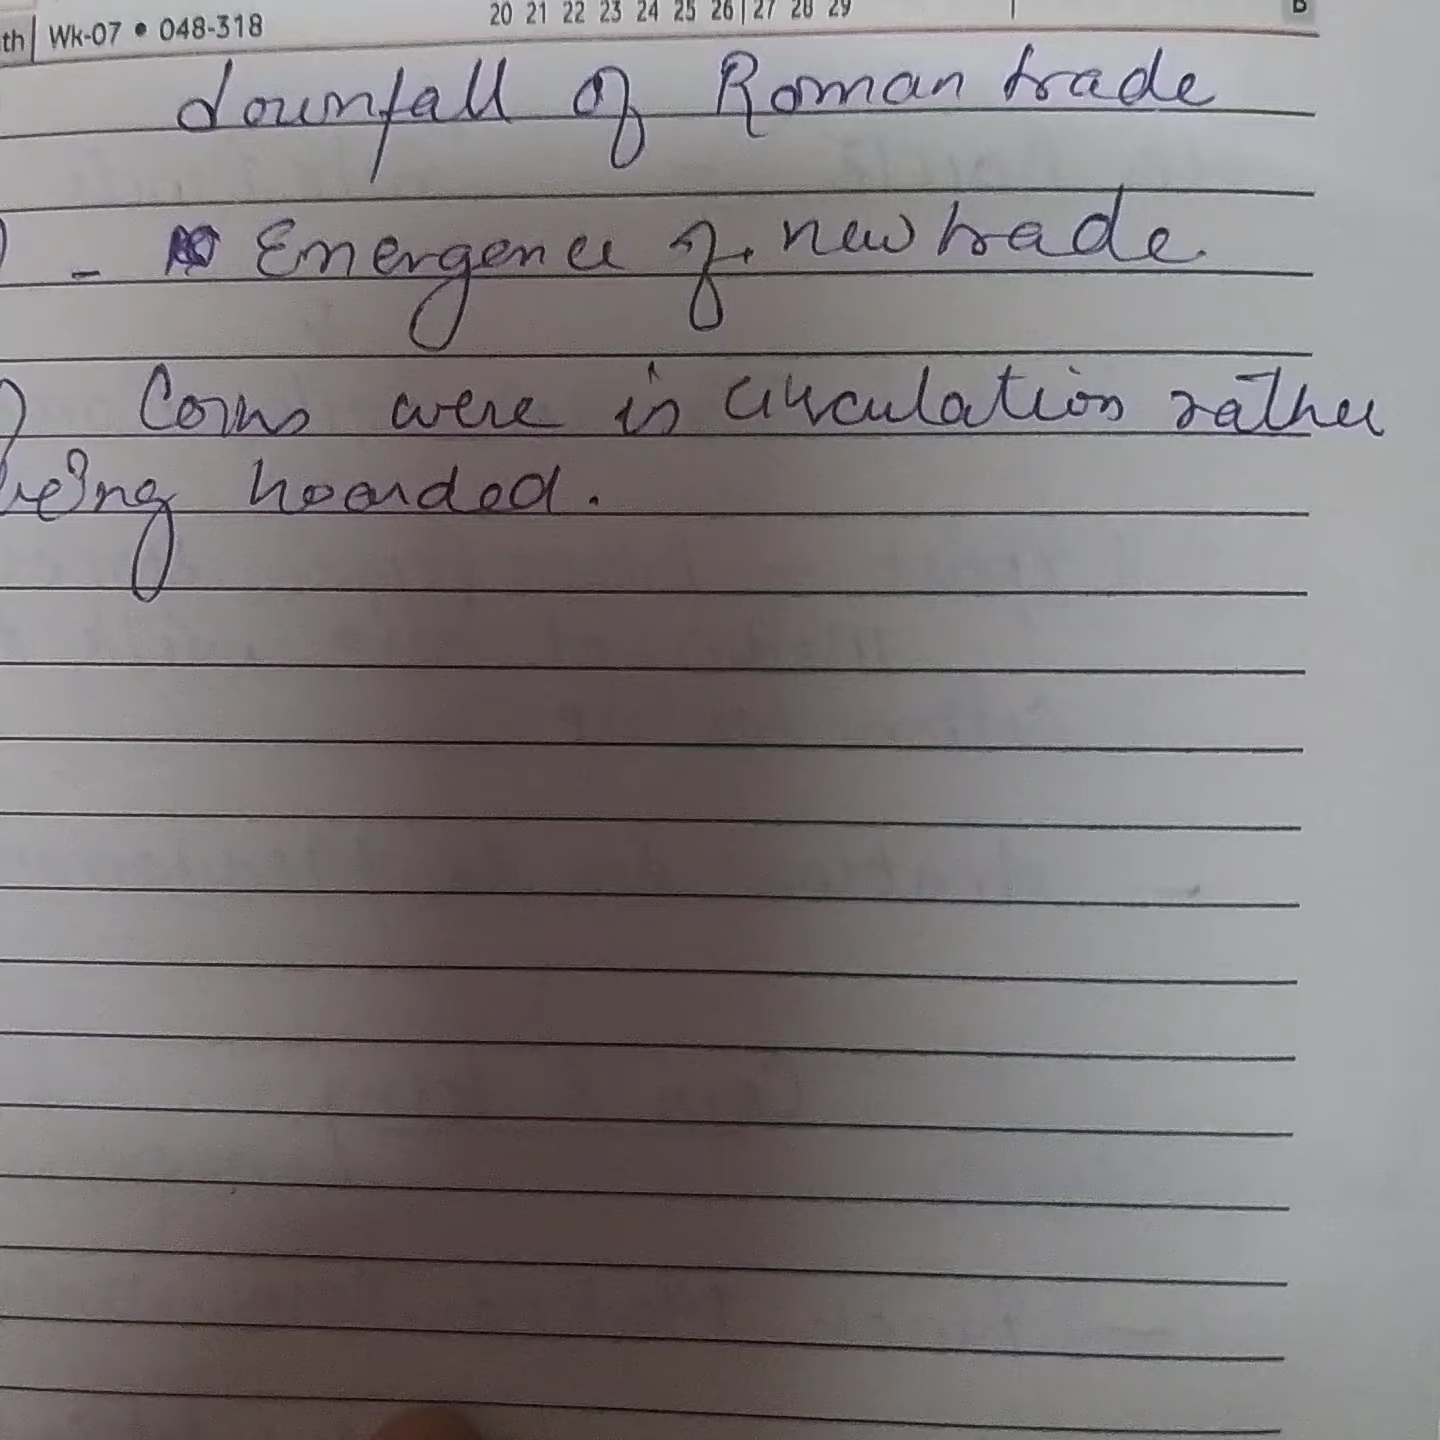 20 21 22 23 24 25 26 27 28 29
th Wk-07 • 048-318
downfall of Roman trade
) - Emergence of new trade.
) Coins were in circulation rather
being hoarded.